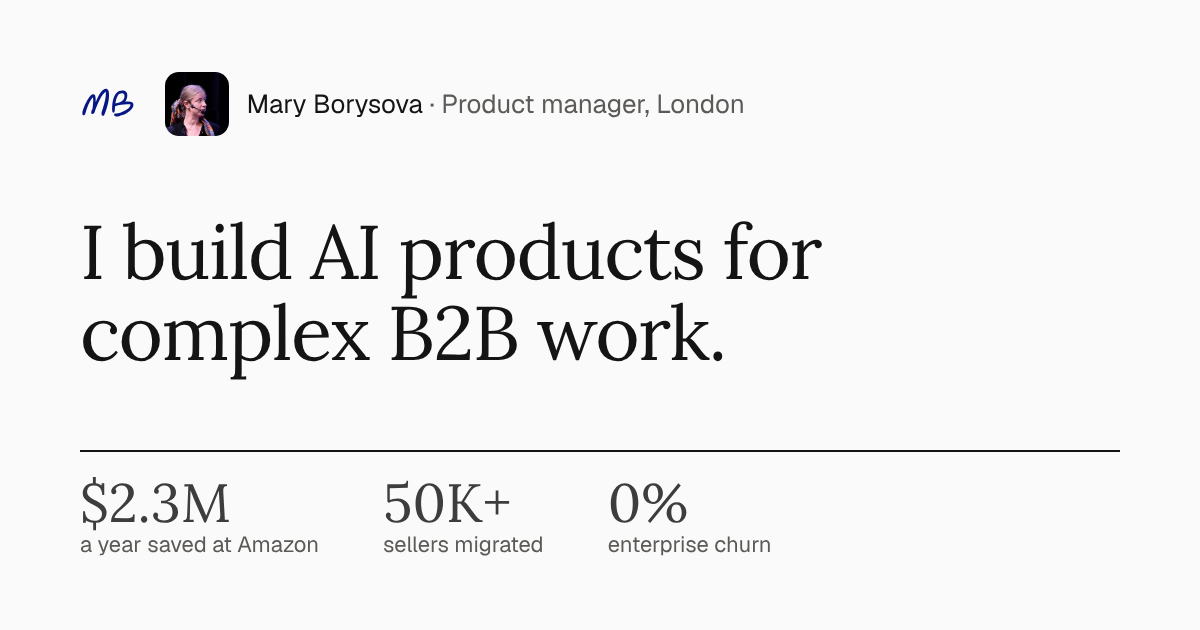 MB
Mary Borysova · Product manager, London
I build AI products for
complex B2B work.
$2.3M
a year saved at Amazon
50K+
sellers migrated
0%
enterprise churn